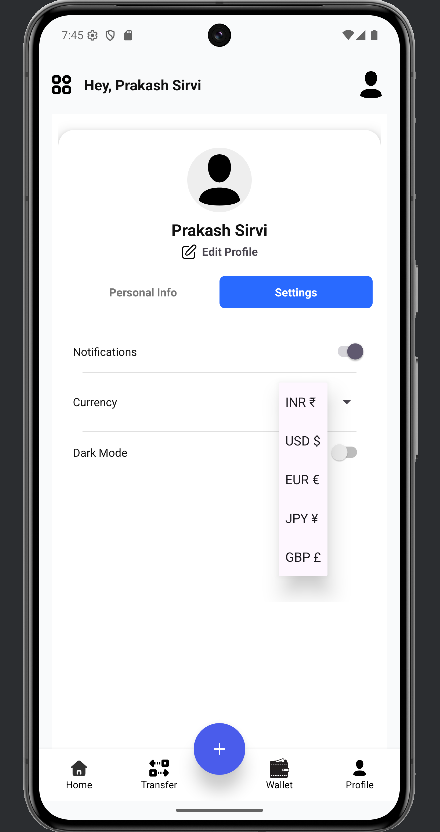 7:45
Hey, Prakash Sirvi
Prakash Sirvi
Edit Profile
Personal Info
Settings
Notifications
Currency
INR ₹
USD $
EUR €
JPY ¥
GBP £
Dark Mode
+
Home
Transfer
Wallet
Profile